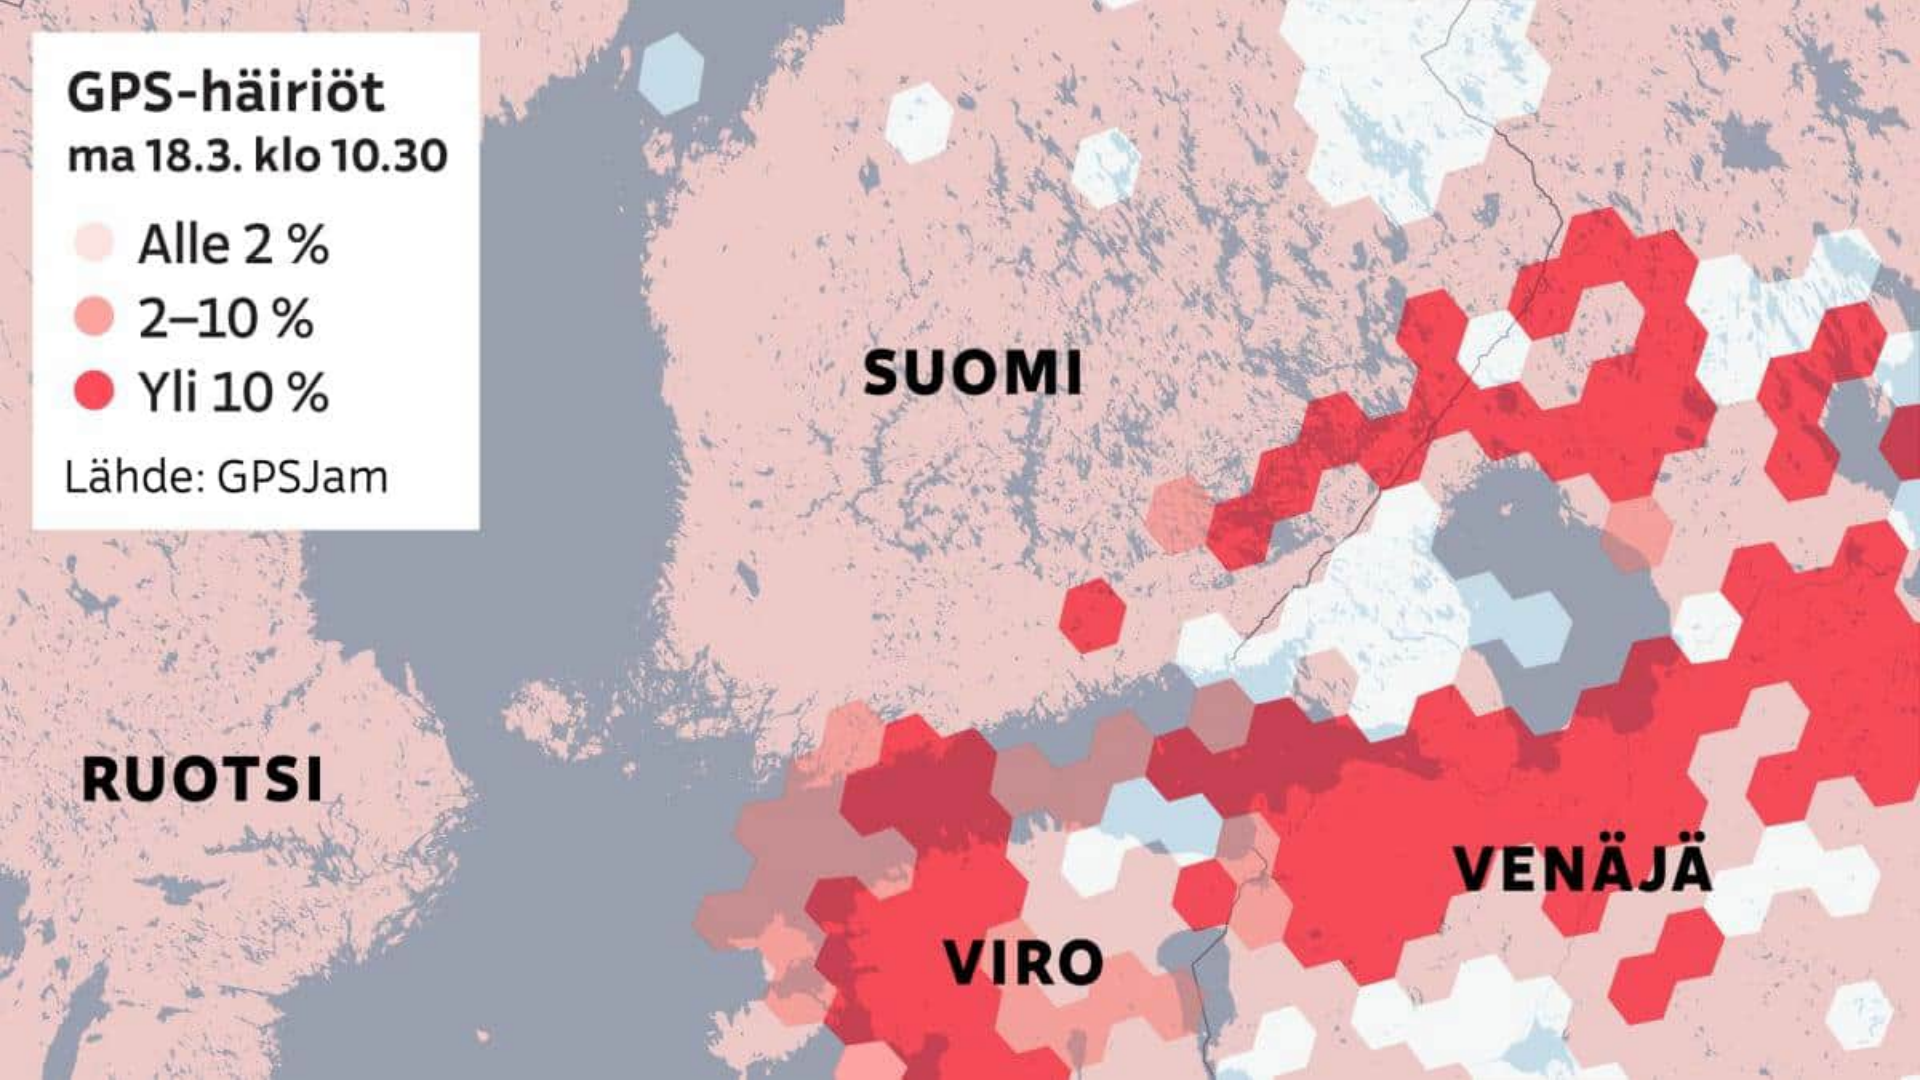 GPS-häiriöt
ma 18.3. klo 10.30
Alle 2 %
2–10 %
Yli 10 %
Lähde: GPSJam
SUOMI
RUOTSI
VENÄJÄ
VIRO